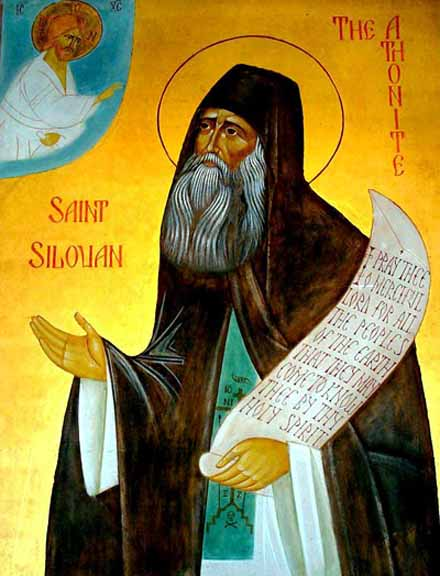 IC XC
THE
ATHONITE
SAINT
SILOUAN
I PRAY THEE
O MERCIFUL
LORD FOR ALL
THE PEOPLES
OF THE EARTH
THAT THEY MAY
COME TO KNOW
THEE BY THY
HOLY SPIRIT